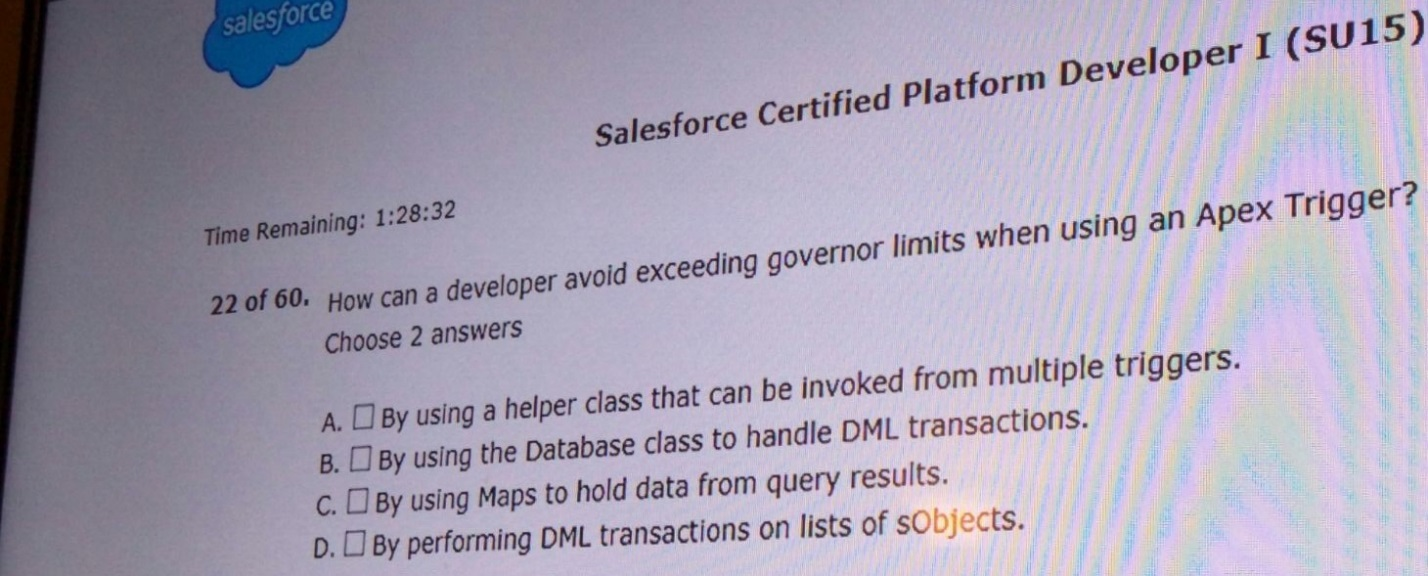 salesforce
Salesforce Certified Platform Developer I (SU15)
Time Remaining: 1:28:32
22 of 60. How can a developer avoid exceeding governor limits when using an Apex Trigger?
Choose 2 answers
A. By using a helper class that can be invoked from multiple triggers.
B. By using the Database class to handle DML transactions.
C. By using Maps to hold data from query results.
D. By performing DML transactions on lists of sObjects.